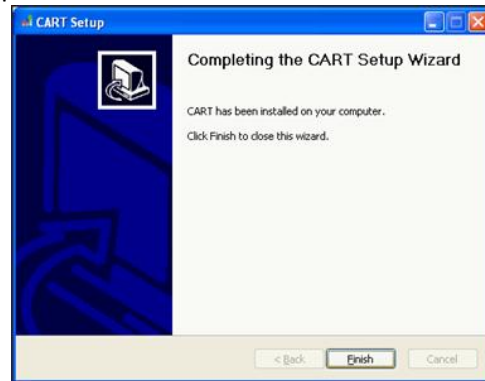 CART Setup
Completing the CART Setup Wizard
CART has been installed on your computer.
Click Finish to close this wizard.
< Back Finish Cancel